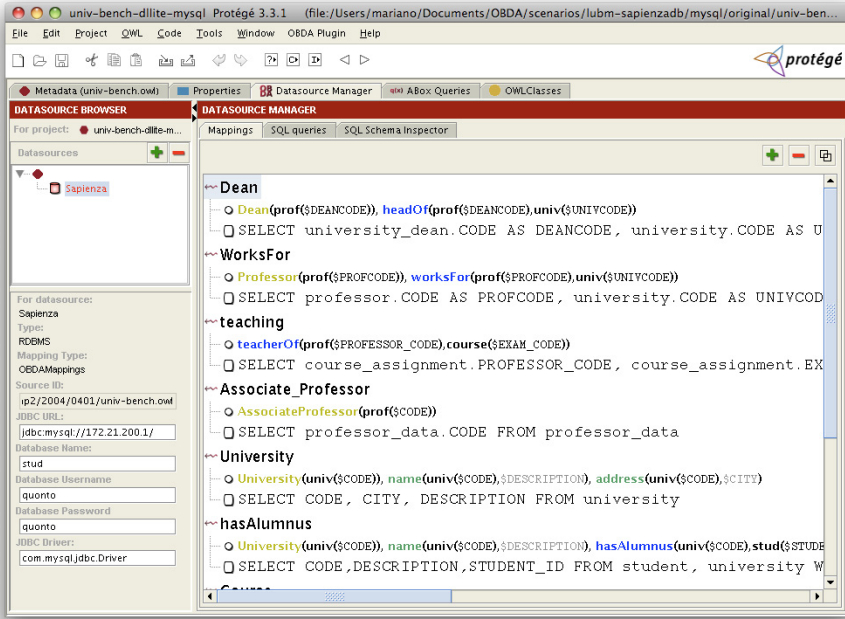 univ-bench-dllite-mysql Protégé 3.3.1 (file:/Users/mariano/Documents/OBDA/scenarios/lubm-sapienzadb/mysql/original/univ-ben...
File Edit Project OWL Code Tools Window OBDA Plugin Help
protégé
Metadata (univ-bench.owl) Properties Datasource Manager ABox Queries OWLClasses
DATASOURCE BROWSER
For project: univ-bench-dllite-m...
Datasources
Sapienza
For datasource:
Sapienza
Type:
RDBMS
Mapping Type:
OBDAMappings
Source ID:
ıp2/2004/0401/univ-bench.owl
JDBC URL:
jdbc:mysql://172.21.200.1/
Database Name:
stud
Database Username
quonto
Database Password
quonto
JDBC Driver:
com.mysql.jdbc.Driver
DATASOURCE MANAGER
Mappings SQL queries SQL Schema Inspector
Dean
Dean(prof($DEANCODE)), headOf(prof($DEANCODE),univ($UNIVCODE))
SELECT university_dean.CODE AS DEANCODE, university.CODE AS U
WorksFor
Professor(prof($PROFCODE)), worksFor(prof($PROFCODE),univ($UNIVCODE))
SELECT professor.CODE AS PROFCODE, university.CODE AS UNIVCOD
teaching
teacherOf(prof($PROFESSOR_CODE),course($EXAM_CODE))
SELECT course_assignment.PROFESSOR_CODE, course_assignment.EX
Associate_Professor
AssociateProfessor(prof($CODE))
SELECT professor_data.CODE FROM professor_data
University
University(univ($CODE)), name(univ($CODE),$DESCRIPTION), address(univ($CODE),$CITY)
SELECT CODE, CITY, DESCRIPTION FROM university
hasAlumnus
University(univ($CODE)), name(univ($CODE),$DESCRIPTION), hasAlumnus(univ($CODE),stud($STUDE
SELECT CODE,DESCRIPTION,STUDENT_ID FROM student, university W